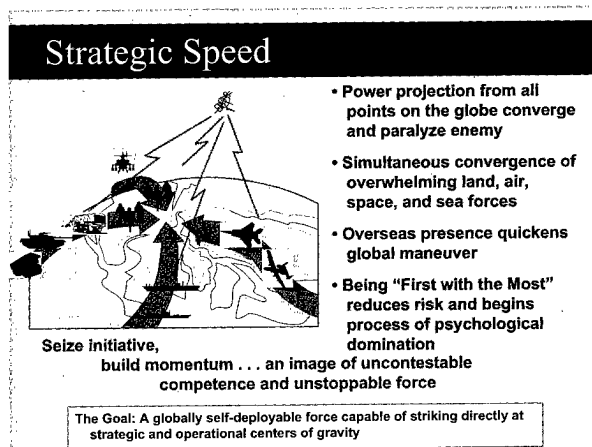 Strategic Speed
• Power projection from all
points on the globe converge
and paralyze enemy
• Simultaneous convergence of
overwhelming land, air,
space, and sea forces
• Overseas presence quickens
global maneuver
• Being “First with the Most”
reduces risk and begins
process of psychological
domination
Seize initiative,
build momentum . . . an image of uncontestable
competence and unstoppable force
The Goal: A globally self-deployable force capable of striking directly at
strategic and operational centers of gravity